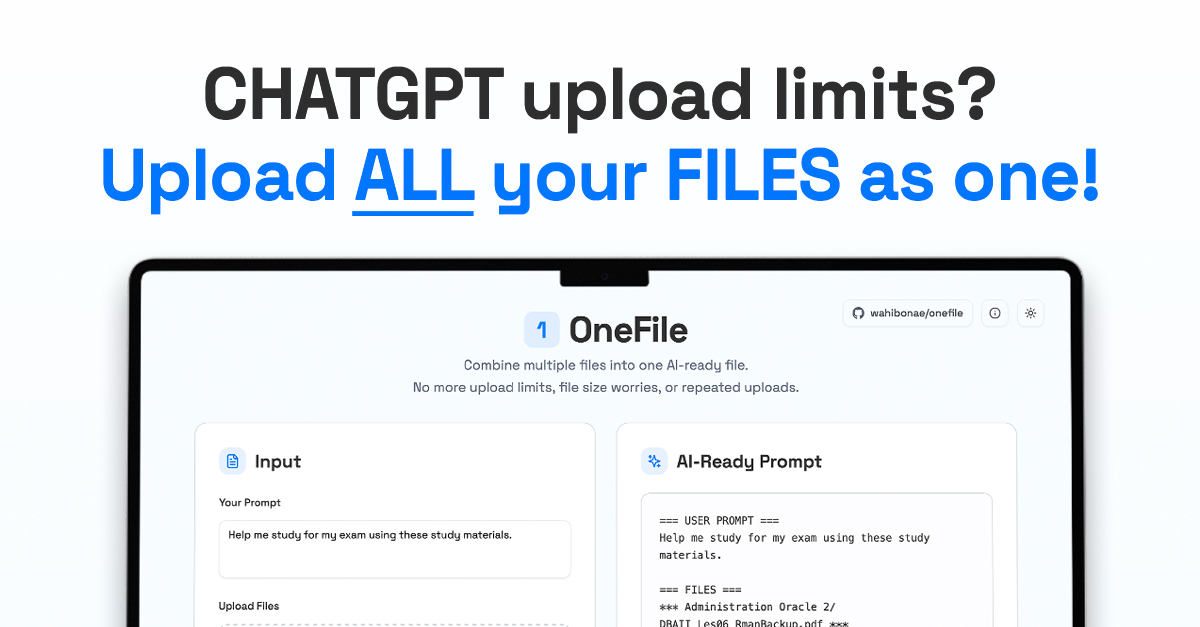 CHATGPT upload limits?
Upload ALL your FILES as one!
wahibonae/onefile
1 OneFile
Combine multiple files into one AI-ready file.
No more upload limits, file size worries, or repeated uploads.
Input
Your Prompt
Help me study for my exam using these study materials.
Upload Files
AI-Ready Prompt
=== USER PROMPT ===
Help me study for my exam using these study
materials.
=== FILES ===
*** Administration Oracle 2/
DBAII_Les06_RmanBackup.pdf ***